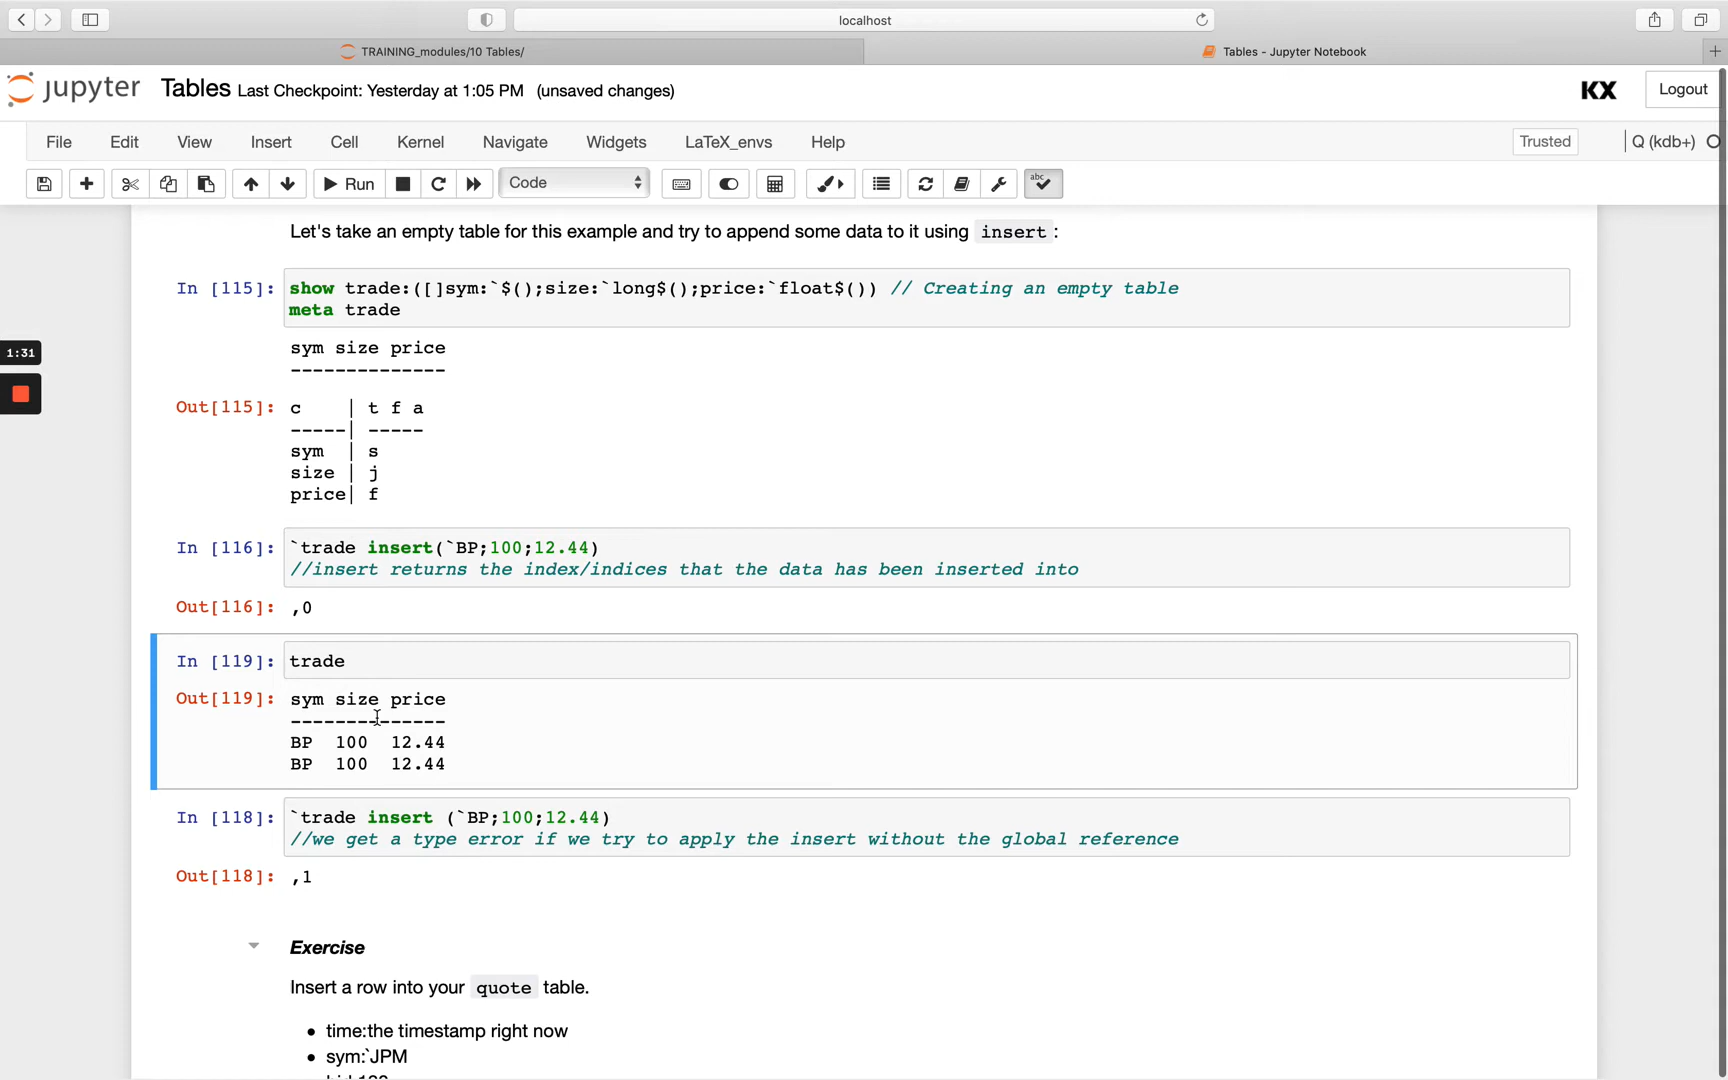 localhost
TRAINING_modules/10 Tables/
Tables - Jupyter Notebook
jupyter Tables Last Checkpoint: Yesterday at 1:05 PM (unsaved changes)
KX
Logout
File Edit View Insert Cell Kernel Navigate Widgets LaTeX_envs Help
Trusted
Q (kdb+)
Run
Code
abc
Let's take an empty table for this example and try to append some data to it using insert :
In [115]: show trade:([]sym:`$();size:`long$();price:`float$()) // Creating an empty table
meta trade
sym size price
--------------
Out[115]: c     | t f a
-----| -----
sym  | s
size | j
price| f
1:31
In [116]: `trade insert(`BP;100;12.44)
//insert returns the index/indices that the data has been inserted into
Out[116]: ,0
In [119]: trade
Out[119]: sym size price
--------------
BP  100  12.44
BP  100  12.44
In [118]: `trade insert (`BP;100;12.44)
//we get a type error if we try to apply the insert without the global reference
Out[118]: ,1
Exercise
Insert a row into your quote table.
• time:the timestamp right now
• sym:`JPM